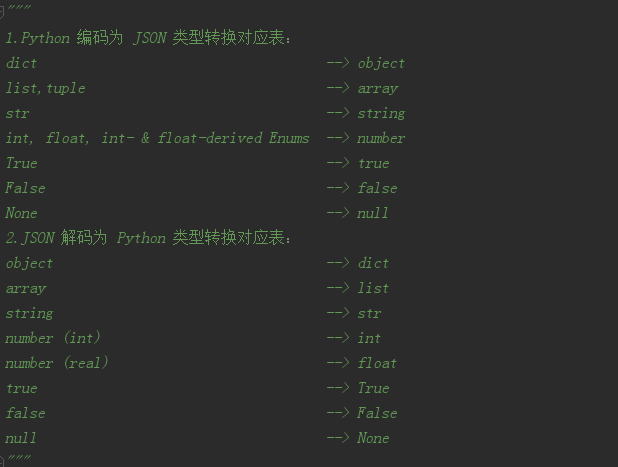 """
1.Python 编码为 JSON 类型转换对应表：
dict --> object
list,tuple --> array
str --> string
int, float, int- & float-derived Enums --> number
True --> true
False --> false
None --> null
2.JSON 解码为 Python 类型转换对应表：
object --> dict
array --> list
string --> str
number (int) --> int
number (real) --> float
true --> True
false --> False
null --> None
"""